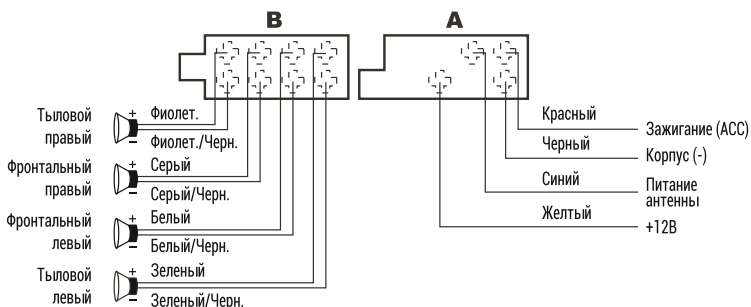 B
A
Тыловой
правый
+
–
Фиолет.
Фиолет./Черн.
Фронтальный
правый
+
–
Серый
Серый/Черн.
Фронтальный
левый
+
–
Белый
Белый/Черн.
Тыловой
левый
+
–
Зеленый
Зеленый/Черн.
Красный
Зажигание (ACC)
Черный
Корпус (-)
Синий
Питание
антенны
Желтый
+12В